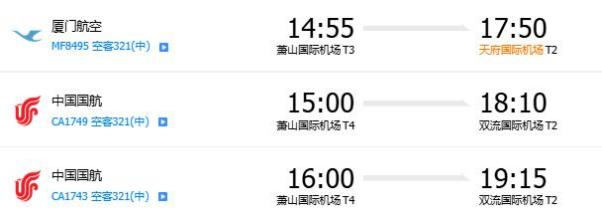 厦门航空
MF8495 空客321(中)
14:55
萧山国际机场 T3
17:50
天府国际机场 T2
中国国航
CA1749 空客321(中)
15:00
萧山国际机场 T4
18:10
双流国际机场 T2
中国国航
CA1743 空客321(中)
16:00
萧山国际机场 T4
19:15
双流国际机场 T2